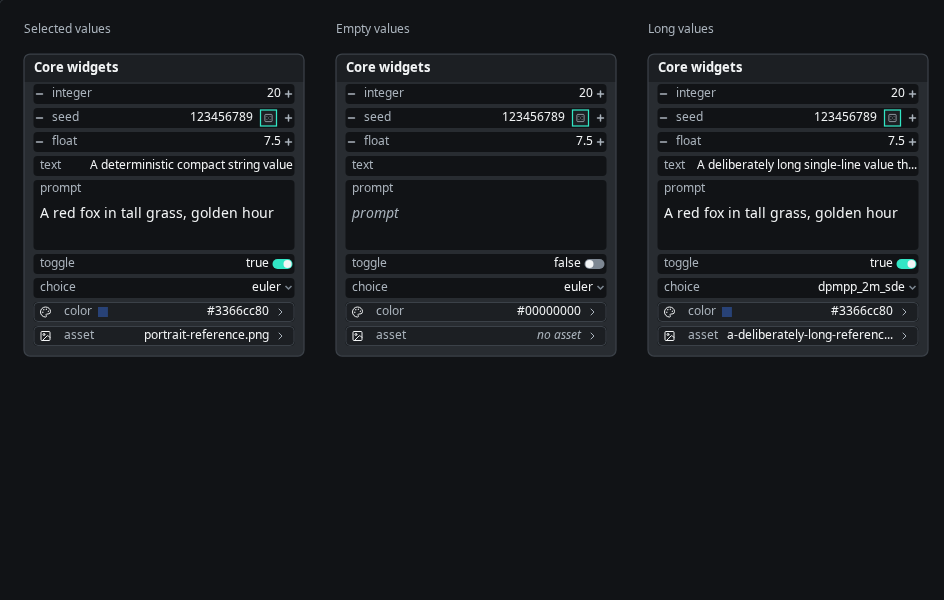 Selected values
Core widgets
− integer 20 +
− seed 123456789 +
− float 7.5 +
text A deterministic compact string value
prompt
A red fox in tall grass, golden hour
toggle true
choice euler
color #3366cc80
asset portrait-reference.png
Empty values
Core widgets
− integer 20 +
− seed 123456789 +
− float 7.5 +
text
prompt
prompt
toggle false
choice euler
color #00000000
asset no asset
Long values
Core widgets
− integer 20 +
− seed 123456789 +
− float 7.5 +
text A deliberately long single-line value th...
prompt
A red fox in tall grass, golden hour
toggle true
choice dpmpp_2m_sde
color #3366cc80
asset a-deliberately-long-referenc...